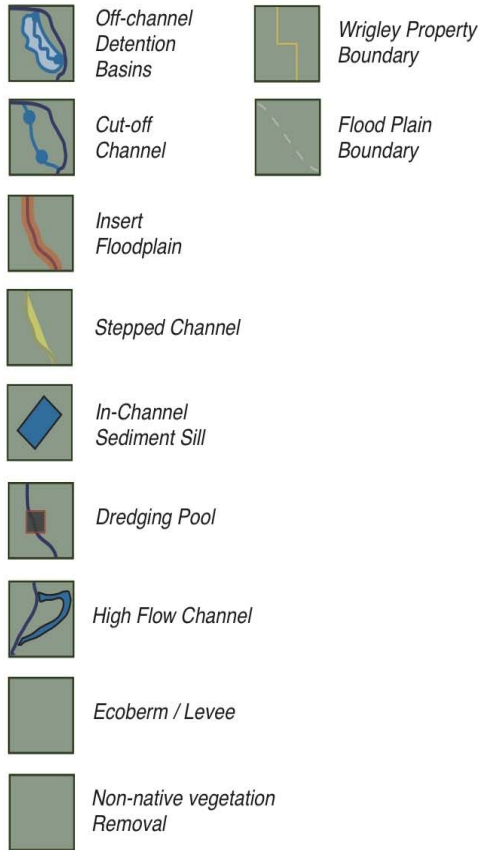 Off-channel
Detention
Basins
Cut-off
Channel
Insert
Floodplain
Stepped Channel
In-Channel
Sediment Sill
Dredging Pool
High Flow Channel
Ecoberm / Levee
Non-native vegetation
Removal
Wrigley Property
Boundary
Flood Plain
Boundary